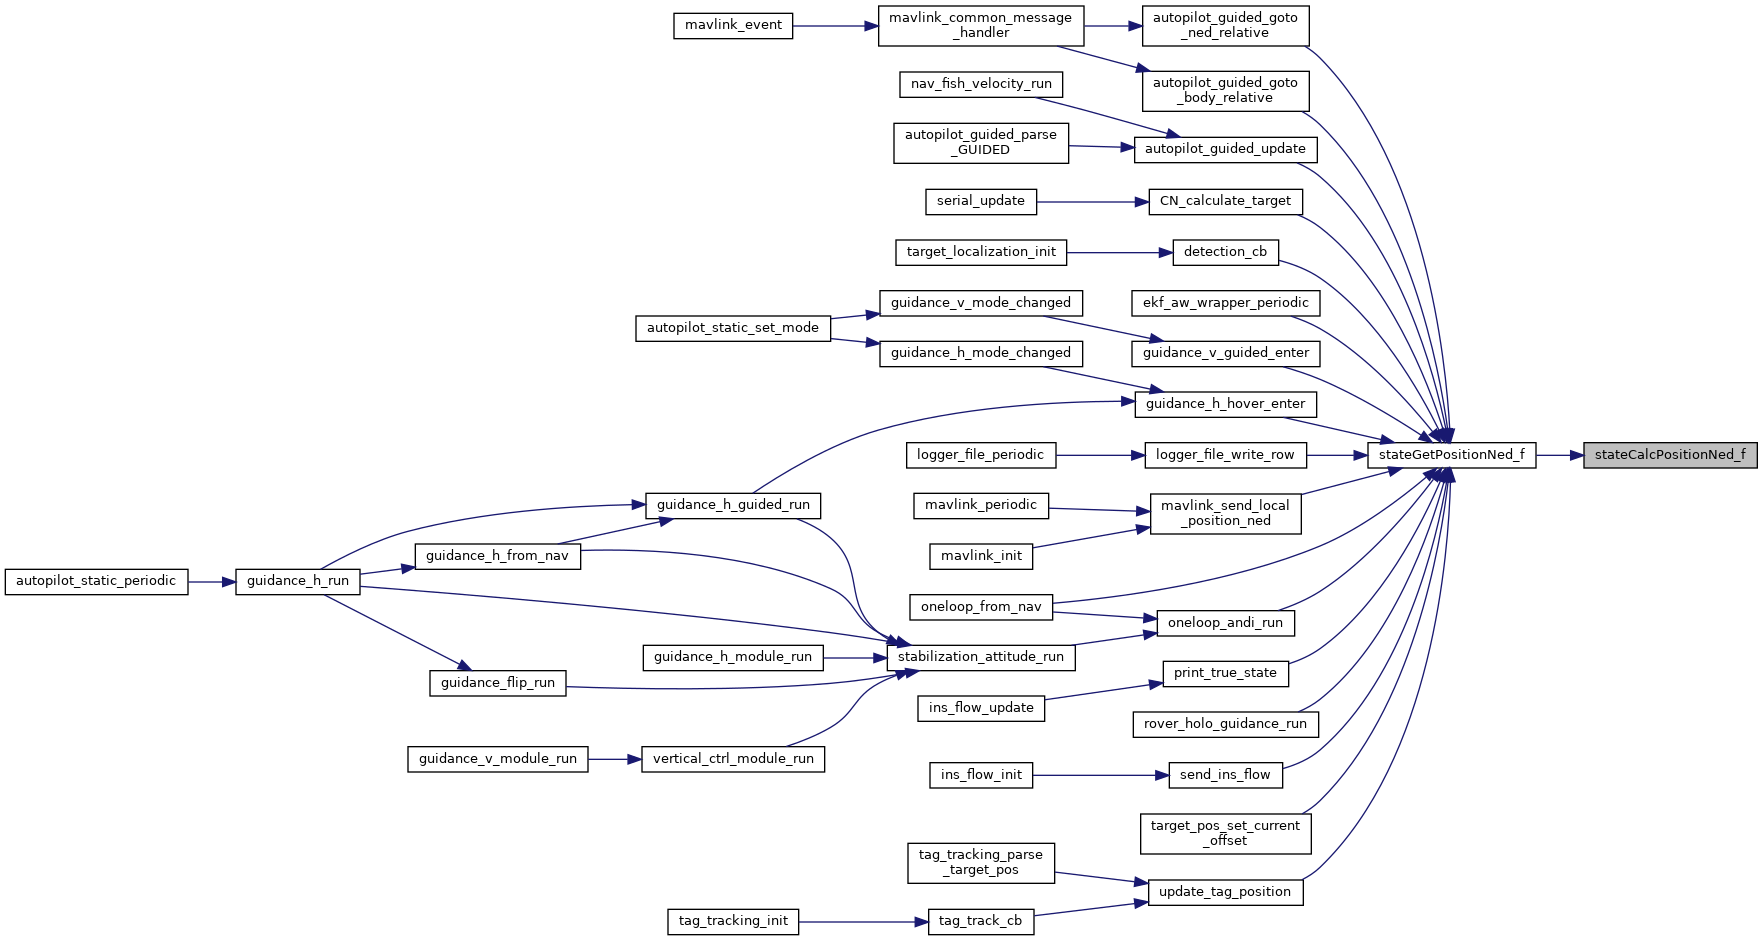 mavlink_event
mavlink_common_message
_handler
autopilot_guided_goto
_ned_relative
nav_fish_velocity_run
autopilot_guided_goto
_body_relative
autopilot_guided_parse
_GUIDED
autopilot_guided_update
serial_update
CN_calculate_target
target_localization_init
detection_cb
guidance_v_mode_changed
ekf_aw_wrapper_periodic
autopilot_static_set_mode
guidance_h_mode_changed
guidance_v_guided_enter
guidance_h_hover_enter
logger_file_periodic
logger_file_write_row
stateGetPositionNed_f
stateCalcPositionNed_f
guidance_h_guided_run
mavlink_periodic
mavlink_send_local
_position_ned
guidance_h_from_nav
mavlink_init
autopilot_static_periodic
guidance_h_run
oneloop_from_nav
oneloop_andi_run
guidance_h_module_run
stabilization_attitude_run
guidance_flip_run
print_true_state
ins_flow_update
rover_holo_guidance_run
guidance_v_module_run
vertical_ctrl_module_run
ins_flow_init
send_ins_flow
target_pos_set_current
_offset
tag_tracking_parse
_target_pos
update_tag_position
tag_tracking_init
tag_track_cb